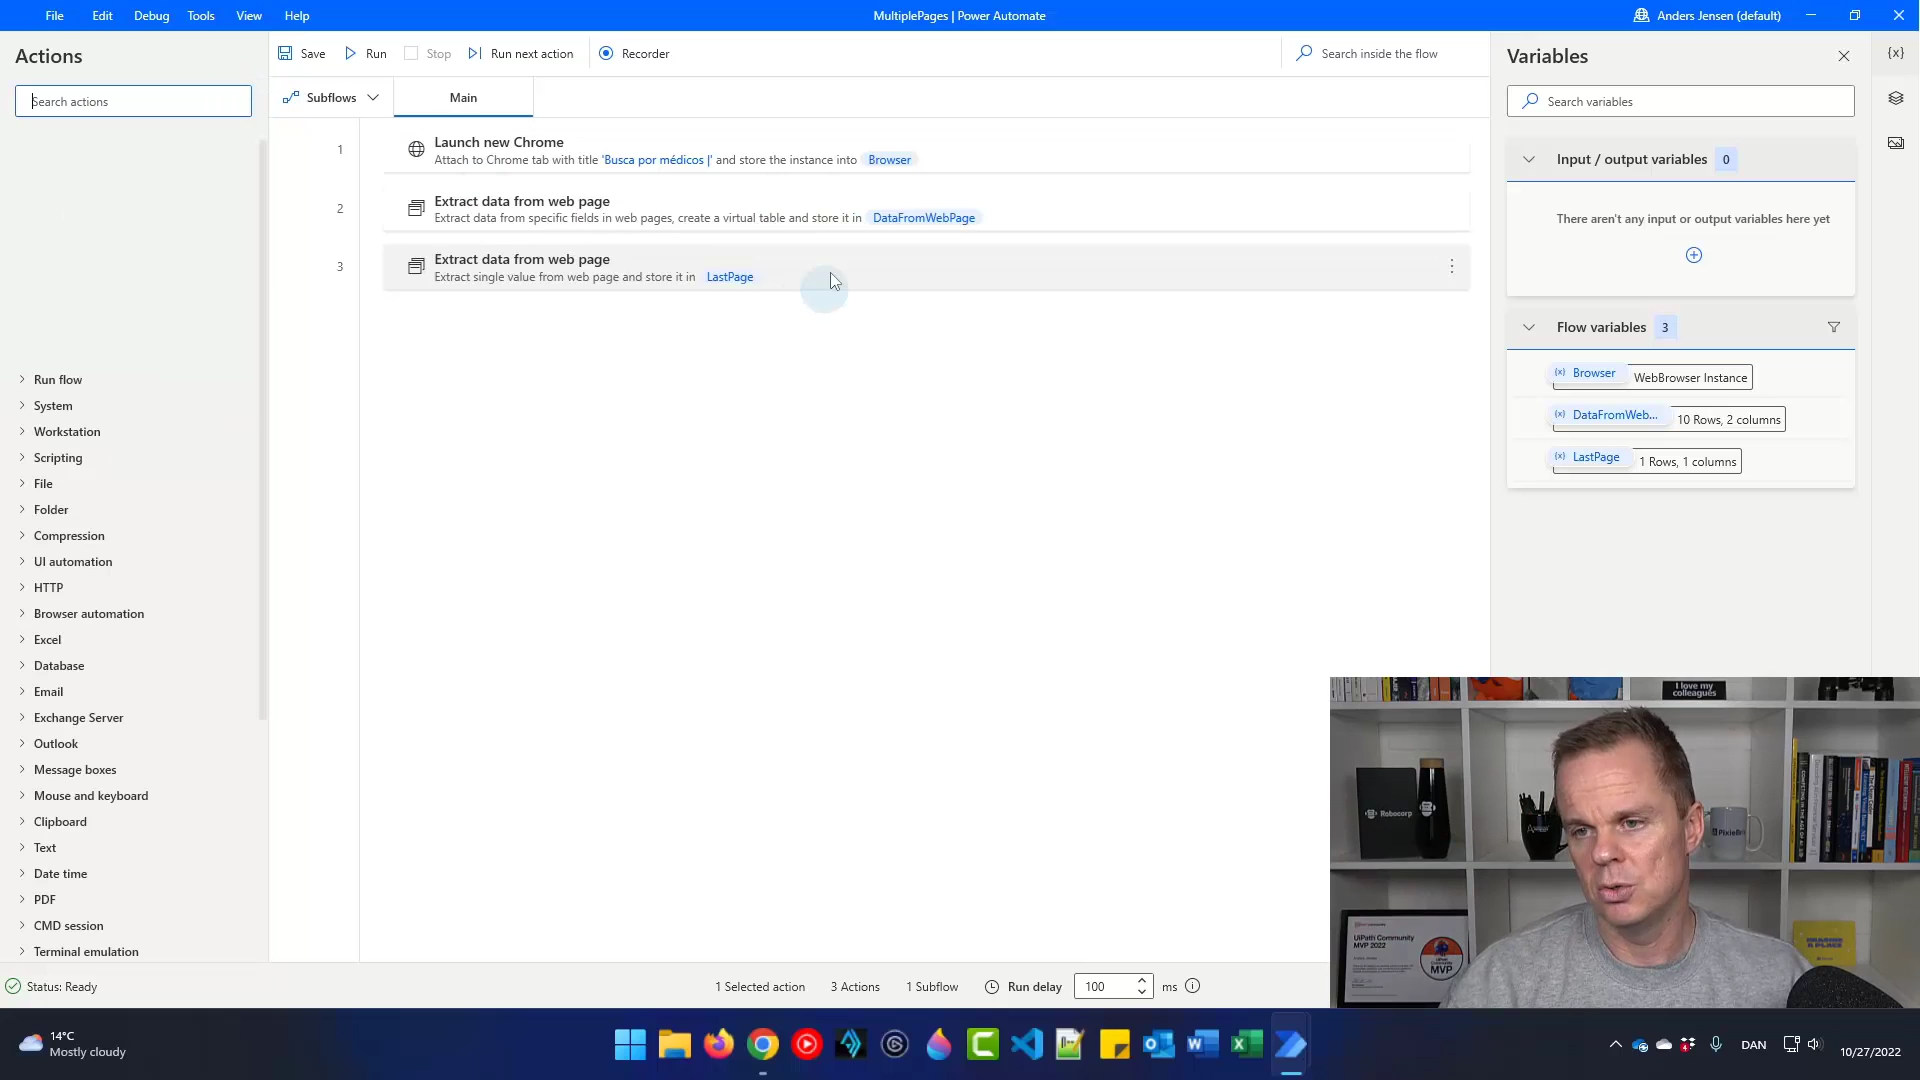 File Edit Debug Tools View Help
MultiplePages | Power Automate
Anders Jensen (default)
Actions
Search actions
Save Run Stop Run next action Recorder
Search inside the flow
Subflows Main
1
Launch new Chrome
Attach to Chrome tab with title 'Busca por médicos |' and store the instance into Browser
2
Extract data from web page
Extract data from specific fields in web pages, create a virtual table and store it in DataFromWebPage
3
Extract data from web page
Extract single value from web page and store it in LastPage
Run flow
System
Workstation
Scripting
File
Folder
Compression
UI automation
HTTP
Browser automation
Excel
Database
Email
Exchange Server
Outlook
Message boxes
Mouse and keyboard
Clipboard
Text
Date time
PDF
CMD session
Terminal emulation
Variables
{x}
Search variables
Input / output variables 0
There aren't any input or output variables here yet
Flow variables 3
Browser WebBrowser Instance
DataFromWeb... 10 Rows, 2 columns
LastPage 1 Rows, 1 columns
I love my
colleagues
Robocorp
UiPath Community
MVP 2022
MVP
Status: Ready
1 Selected action 3 Actions 1 Subflow Run delay 100 ms
14°C
Mostly cloudy
DAN
10/27/2022